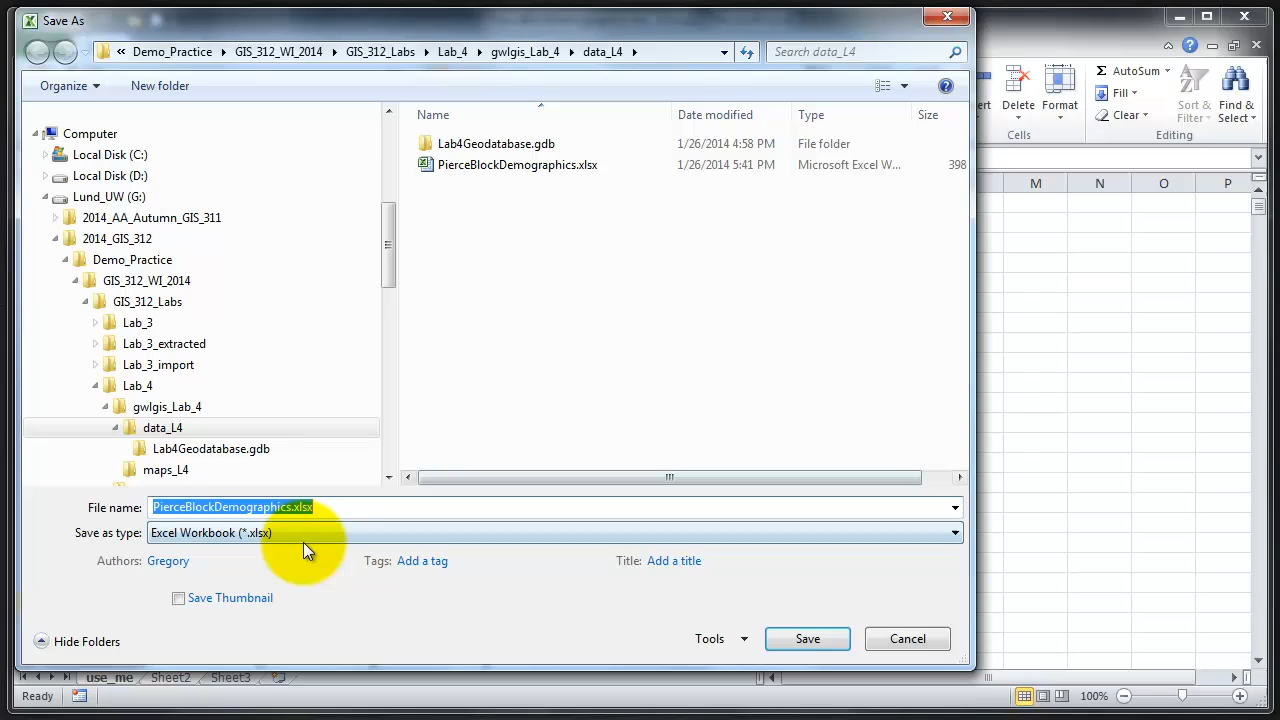 Save As
« Demo_Practice ▸ GIS_312_WI_2014 ▸ GIS_312_Labs ▸ Lab_4 ▸ gwlgis_Lab_4 ▸ data_L4 ▸
Search data_L4
Organize
New folder
Computer
Local Disk (C:)
Local Disk (D:)
Lund_UW (G:)
2014_AA_Autumn_GIS_311
2014_GIS_312
Demo_Practice
GIS_312_WI_2014
GIS_312_Labs
Lab_3
Lab_3_extracted
Lab_3_import
Lab_4
gwlgis_Lab_4
data_L4
Lab4Geodatabase.gdb
maps_L4
Name Date modified Type Size
Lab4Geodatabase.gdb 1/26/2014 4:58 PM File folder
PierceBlockDemographics.xlsx 1/26/2014 5:41 PM Microsoft Excel W... 398
File name: PierceBlockDemographics.xlsx
Save as type: Excel Workbook (*.xlsx)
Authors: Gregory Tags: Add a tag Title: Add a title
Save Thumbnail
Hide Folders
Tools Save Cancel
Delete Format
Cells
Σ AutoSum
Fill
Clear
Sort & Filter
Find & Select
Editing
M N O P
use_me Sheet2 Sheet3
Ready
100%